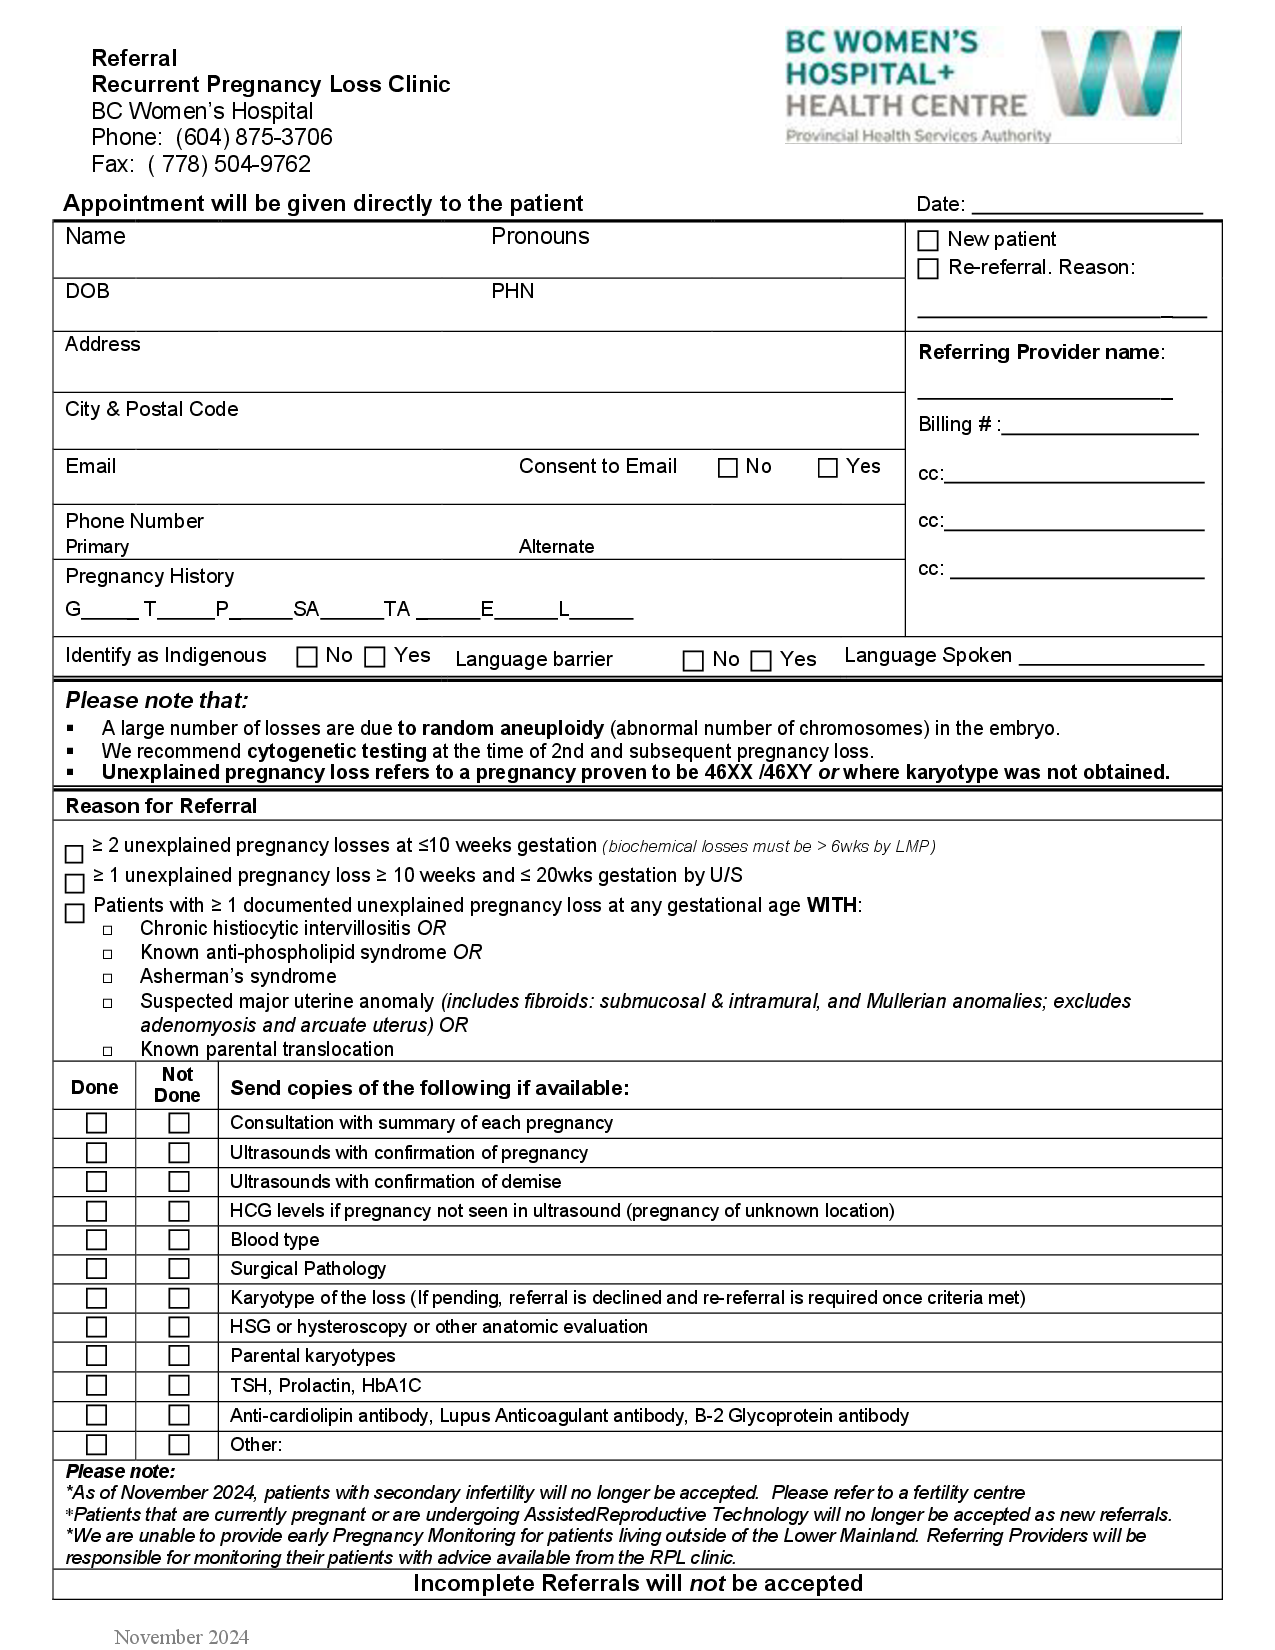 Referral
Recurrent Pregnancy Loss Clinic
BC Women's Hospital
Phone: (604) 875-3706
Fax: ( 778) 504-9762
BC WOMEN'S
HOSPITAL+
HEALTH CENTRE
Provincial Health Services Authority
Appointment will be given directly to the patient
Date: _____________________
Name Pronouns
New patient
Re-referral. Reason:
DOB PHN
Address
Referring Provider name:
City & Postal Code
Billing # :__________________
Email Consent to Email ☐ No ☐ Yes
cc:________________________
Phone Number
cc:________________________
Primary Alternate
cc: _______________________
Pregnancy History
G_____ T_____P______SA______TA ______E______L______
Identify as Indigenous ☐ No ☐ Yes Language barrier ☐ No ☐ Yes Language Spoken _________________
Please note that:
▪ A large number of losses are due to random aneuploidy (abnormal number of chromosomes) in the embryo.
▪ We recommend cytogenetic testing at the time of 2nd and subsequent pregnancy loss.
▪ Unexplained pregnancy loss refers to a pregnancy proven to be 46XX /46XY or where karyotype was not obtained.
Reason for Referral
☐ ≥ 2 unexplained pregnancy losses at ≤10 weeks gestation (biochemical losses must be > 6wks by LMP)
☐ ≥ 1 unexplained pregnancy loss ≥ 10 weeks and ≤ 20wks gestation by U/S
☐ Patients with ≥ 1 documented unexplained pregnancy loss at any gestational age WITH:
□ Chronic histiocytic intervillositis OR
□ Known anti-phospholipid syndrome OR
□ Asherman's syndrome
□ Suspected major uterine anomaly (includes fibroids: submucosal & intramural, and Mullerian anomalies; excludes
adenomyosis and arcuate uterus) OR
□ Known parental translocation
Done Not Done Send copies of the following if available:
☐ ☐ Consultation with summary of each pregnancy
☐ ☐ Ultrasounds with confirmation of pregnancy
☐ ☐ Ultrasounds with confirmation of demise
☐ ☐ HCG levels if pregnancy not seen in ultrasound (pregnancy of unknown location)
☐ ☐ Blood type
☐ ☐ Surgical Pathology
☐ ☐ Karyotype of the loss (If pending, referral is declined and re-referral is required once criteria met)
☐ ☐ HSG or hysteroscopy or other anatomic evaluation
☐ ☐ Parental karyotypes
☐ ☐ TSH, Prolactin, HbA1C
☐ ☐ Anti-cardiolipin antibody, Lupus Anticoagulant antibody, B-2 Glycoprotein antibody
☐ ☐ Other:
Please note:
*As of November 2024, patients with secondary infertility will no longer be accepted. Please refer to a fertility centre
*Patients that are currently pregnant or are undergoing AssistedReproductive Technology will no longer be accepted as new referrals.
*We are unable to provide early Pregnancy Monitoring for patients living outside of the Lower Mainland. Referring Providers will be
responsible for monitoring their patients with advice available from the RPL clinic.
Incomplete Referrals will not be accepted
November 2024